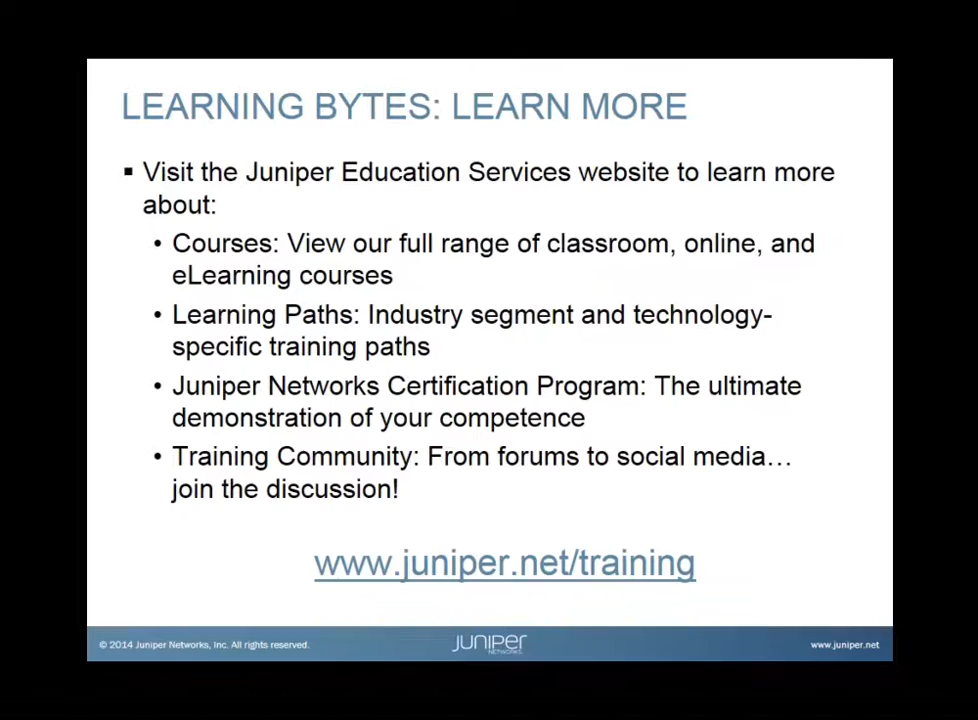 LEARNING BYTES: LEARN MORE
▪ Visit the Juniper Education Services website to learn more
about:
• Courses: View our full range of classroom, online, and
eLearning courses
• Learning Paths: Industry segment and technology-
specific training paths
• Juniper Networks Certification Program: The ultimate
demonstration of your competence
• Training Community: From forums to social media…
join the discussion!
www.juniper.net/training
© 2014 Juniper Networks, Inc. All rights reserved.
JUNIPER
NETWORKS
www.juniper.net